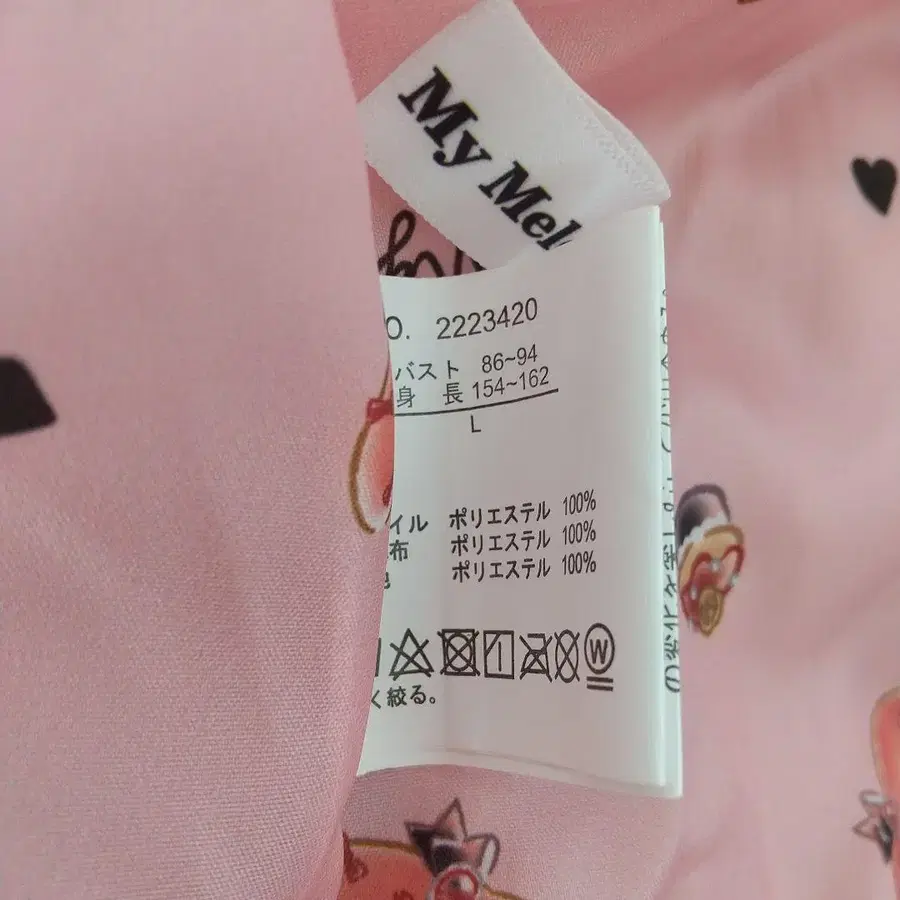 My Mel
O. 2223420
バスト 86~94
身 長 154~162
L
イル ポリエステル 100%
布 ポリエステル 100%
ポリエステル 100%
W
く絞る。